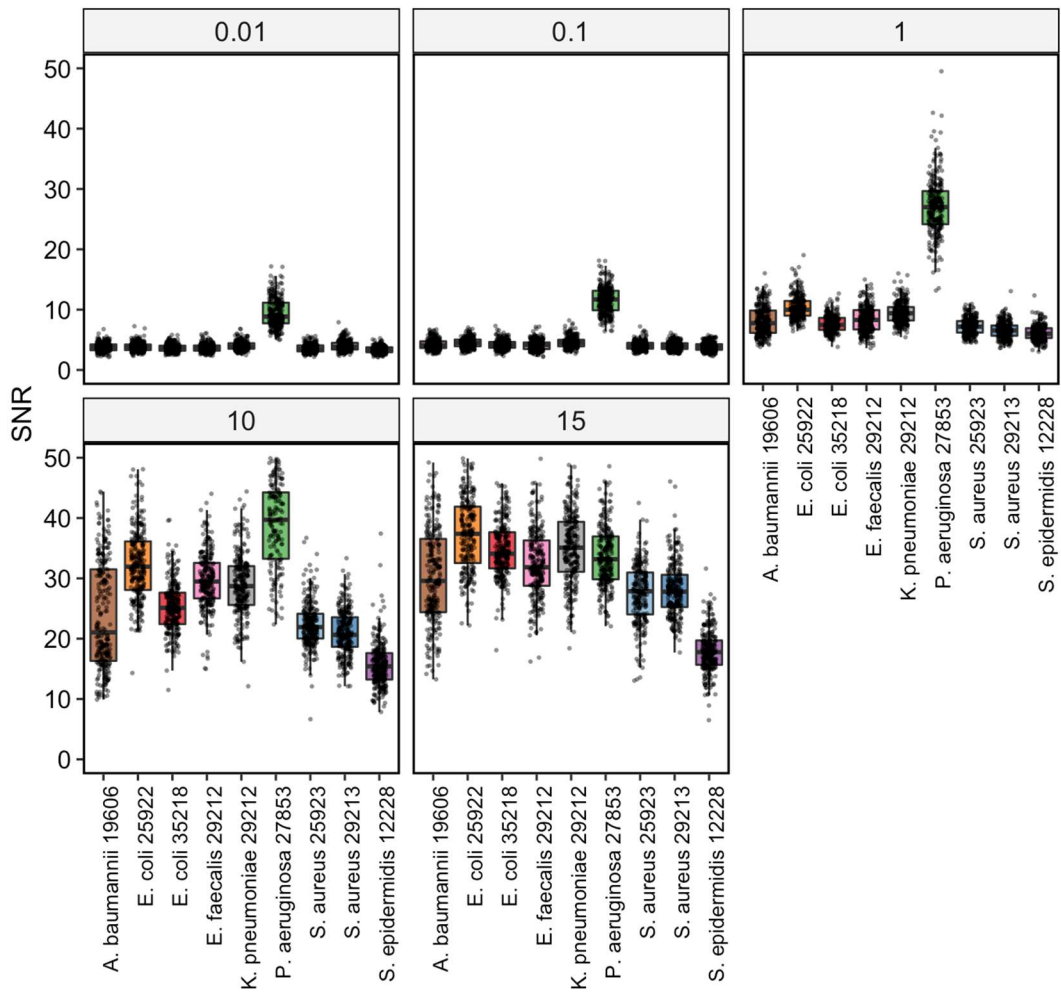 0.01
0.1
1
50
40
30
20
10
0
SNR
A. baumannii 19606
E. coli 25922
E. coli 35218
E. faecalis 29212
K. pneumoniae 29212
P. aeruginosa 27853
S. aureus 25923
S. aureus 29213
S. epidermidis 12228
10
15
50
40
30
20
10
0
A. baumannii 19606
E. coli 25922
E. coli 35218
E. faecalis 29212
K. pneumoniae 29212
P. aeruginosa 27853
S. aureus 25923
S. aureus 29213
S. epidermidis 12228
A. baumannii 19606
E. coli 25922
E. coli 35218
E. faecalis 29212
K. pneumoniae 29212
P. aeruginosa 27853
S. aureus 25923
S. aureus 29213
S. epidermidis 12228